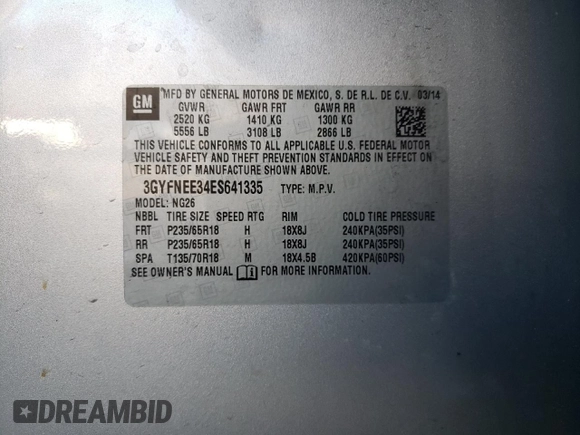 GM
MFD BY GENERAL MOTORS DE MEXICO, S. DE R.L. DE C.V. 03/14
GVWR GAWR FRT GAWR RR
2520 KG 1410 KG 1300 KG
5556 LB 3108 LB 2866 LB
THIS VEHICLE CONFORMS TO ALL APPLICABLE U.S. FEDERAL MOTOR
VEHICLE SAFETY AND THEFT PREVENTION STANDARDS IN EFFECT ON
THE DATE OF MANUFACTURE SHOWN ABOVE.
3GYFNEE34ES641335 TYPE: M.P.V.
MODEL: NG26
NBBL TIRE SIZE SPEED RTG RIM COLD TIRE PRESSURE
FRT P235/65R18 H 18X8J 240KPA(35PSI)
RR P235/65R18 H 18X8J 240KPA(35PSI)
SPA T135/70R18 M 18X4.5B 420KPA(60PSI)
SEE OWNER'S MANUAL FOR MORE INFORMATION.
DREAMBID